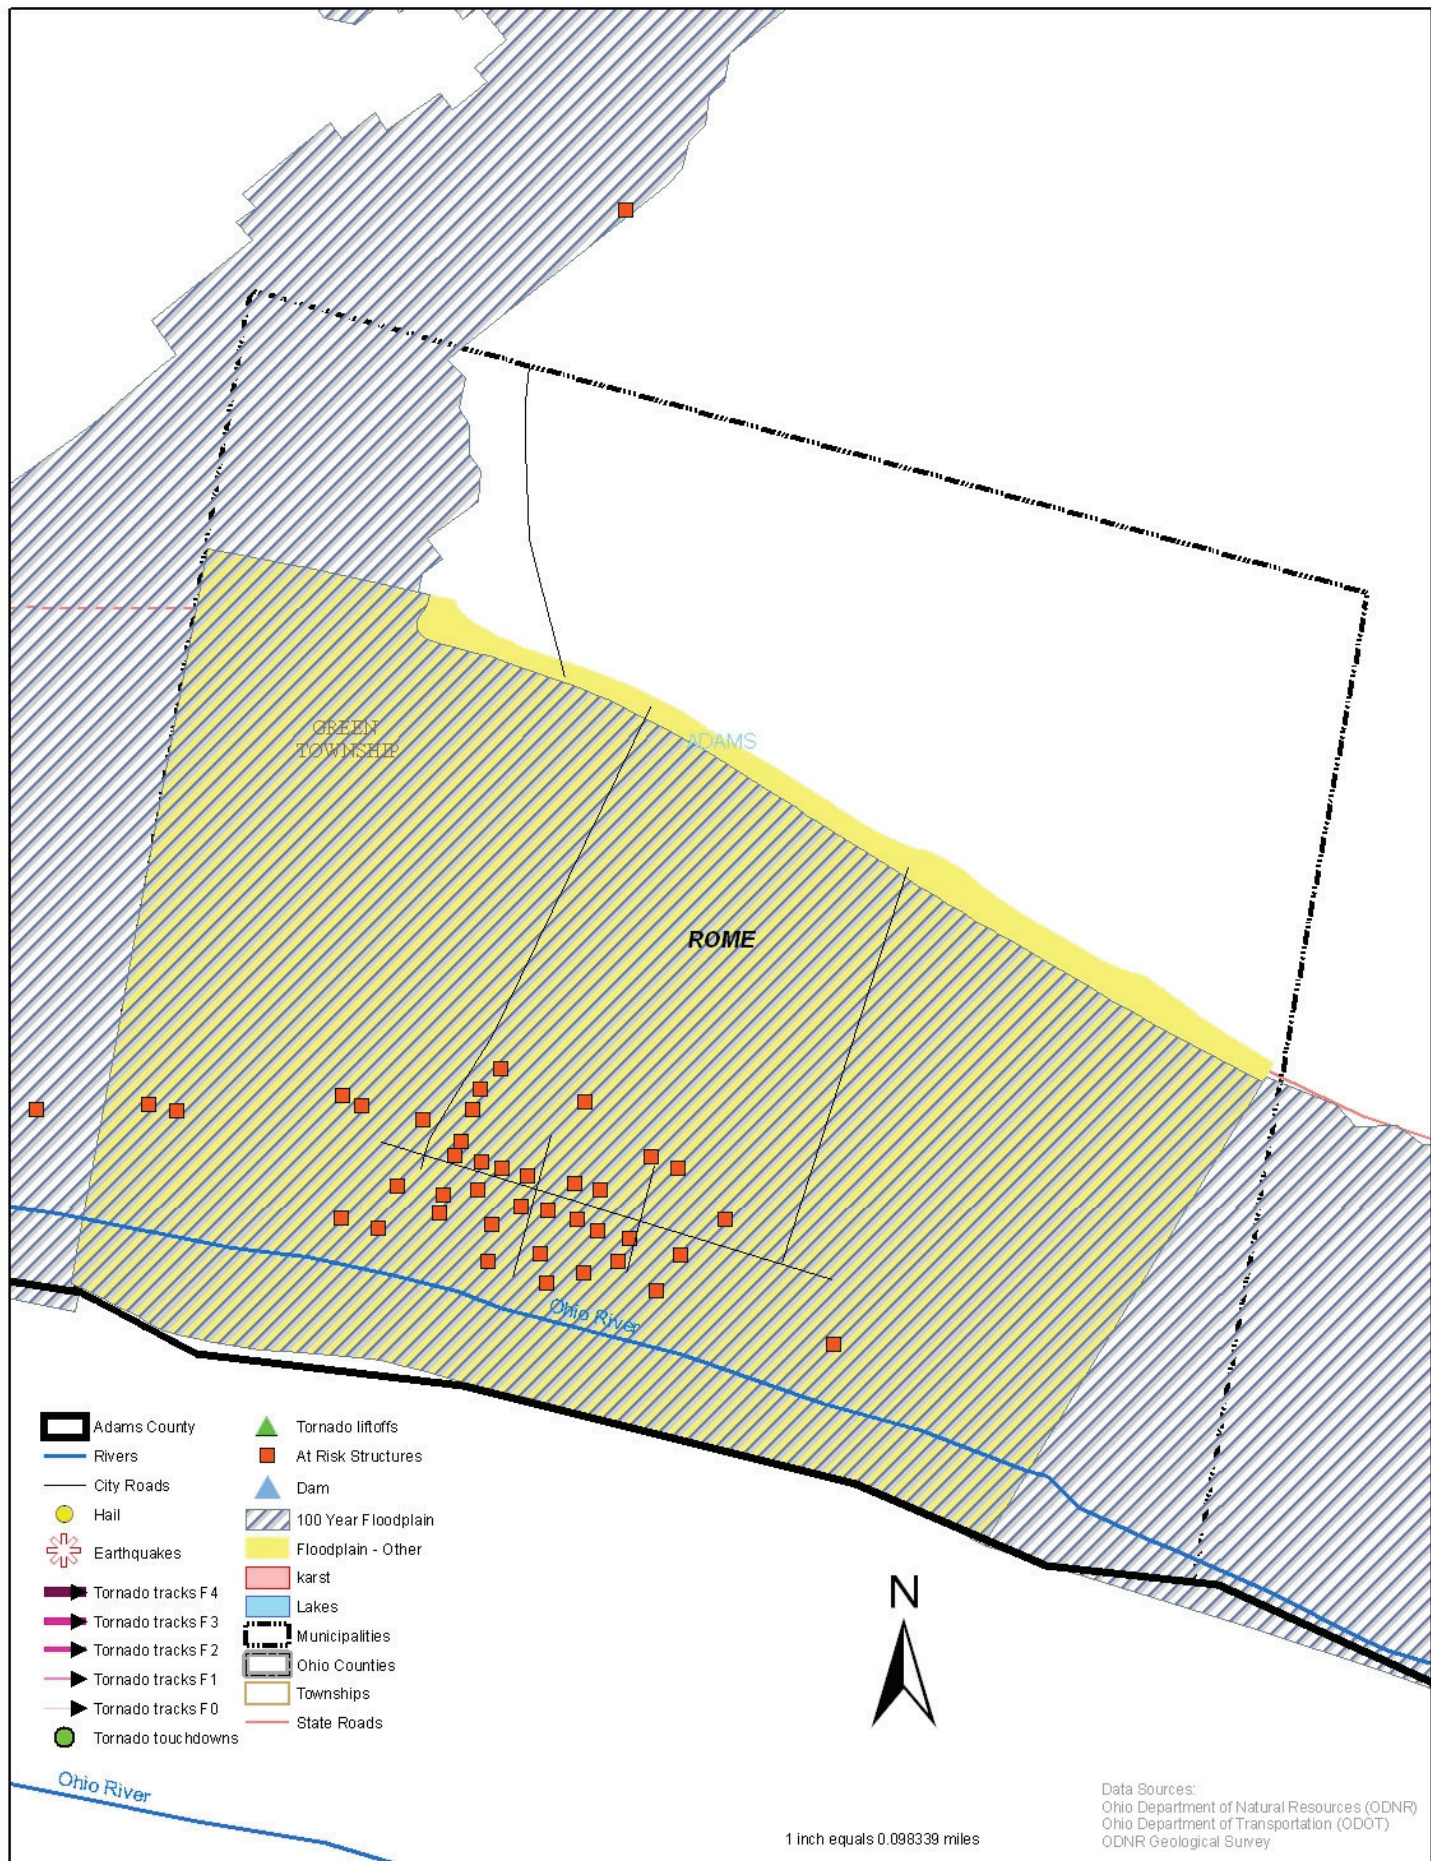 GREEN
TOWNSHIP
ADAMS
ROME
Ohio River
Adams County
Rivers
City Roads
Hail
Earthquakes
Tornado tracks F4
Tornado tracks F3
Tornado tracks F2
Tornado tracks F1
Tornado tracks F0
Tornado touchdowns
Tornado liftoffs
At Risk Structures
Dam
100 Year Floodplain
Floodplain - Other
karst
Lakes
Municipalities
Ohio Counties
Townships
State Roads
N
Ohio River
1 inch equals 0.098339 miles
Data Sources:
Ohio Department of Natural Resources (ODNR)
Ohio Department of Transportation (ODOT)
ODNR Geological Survey